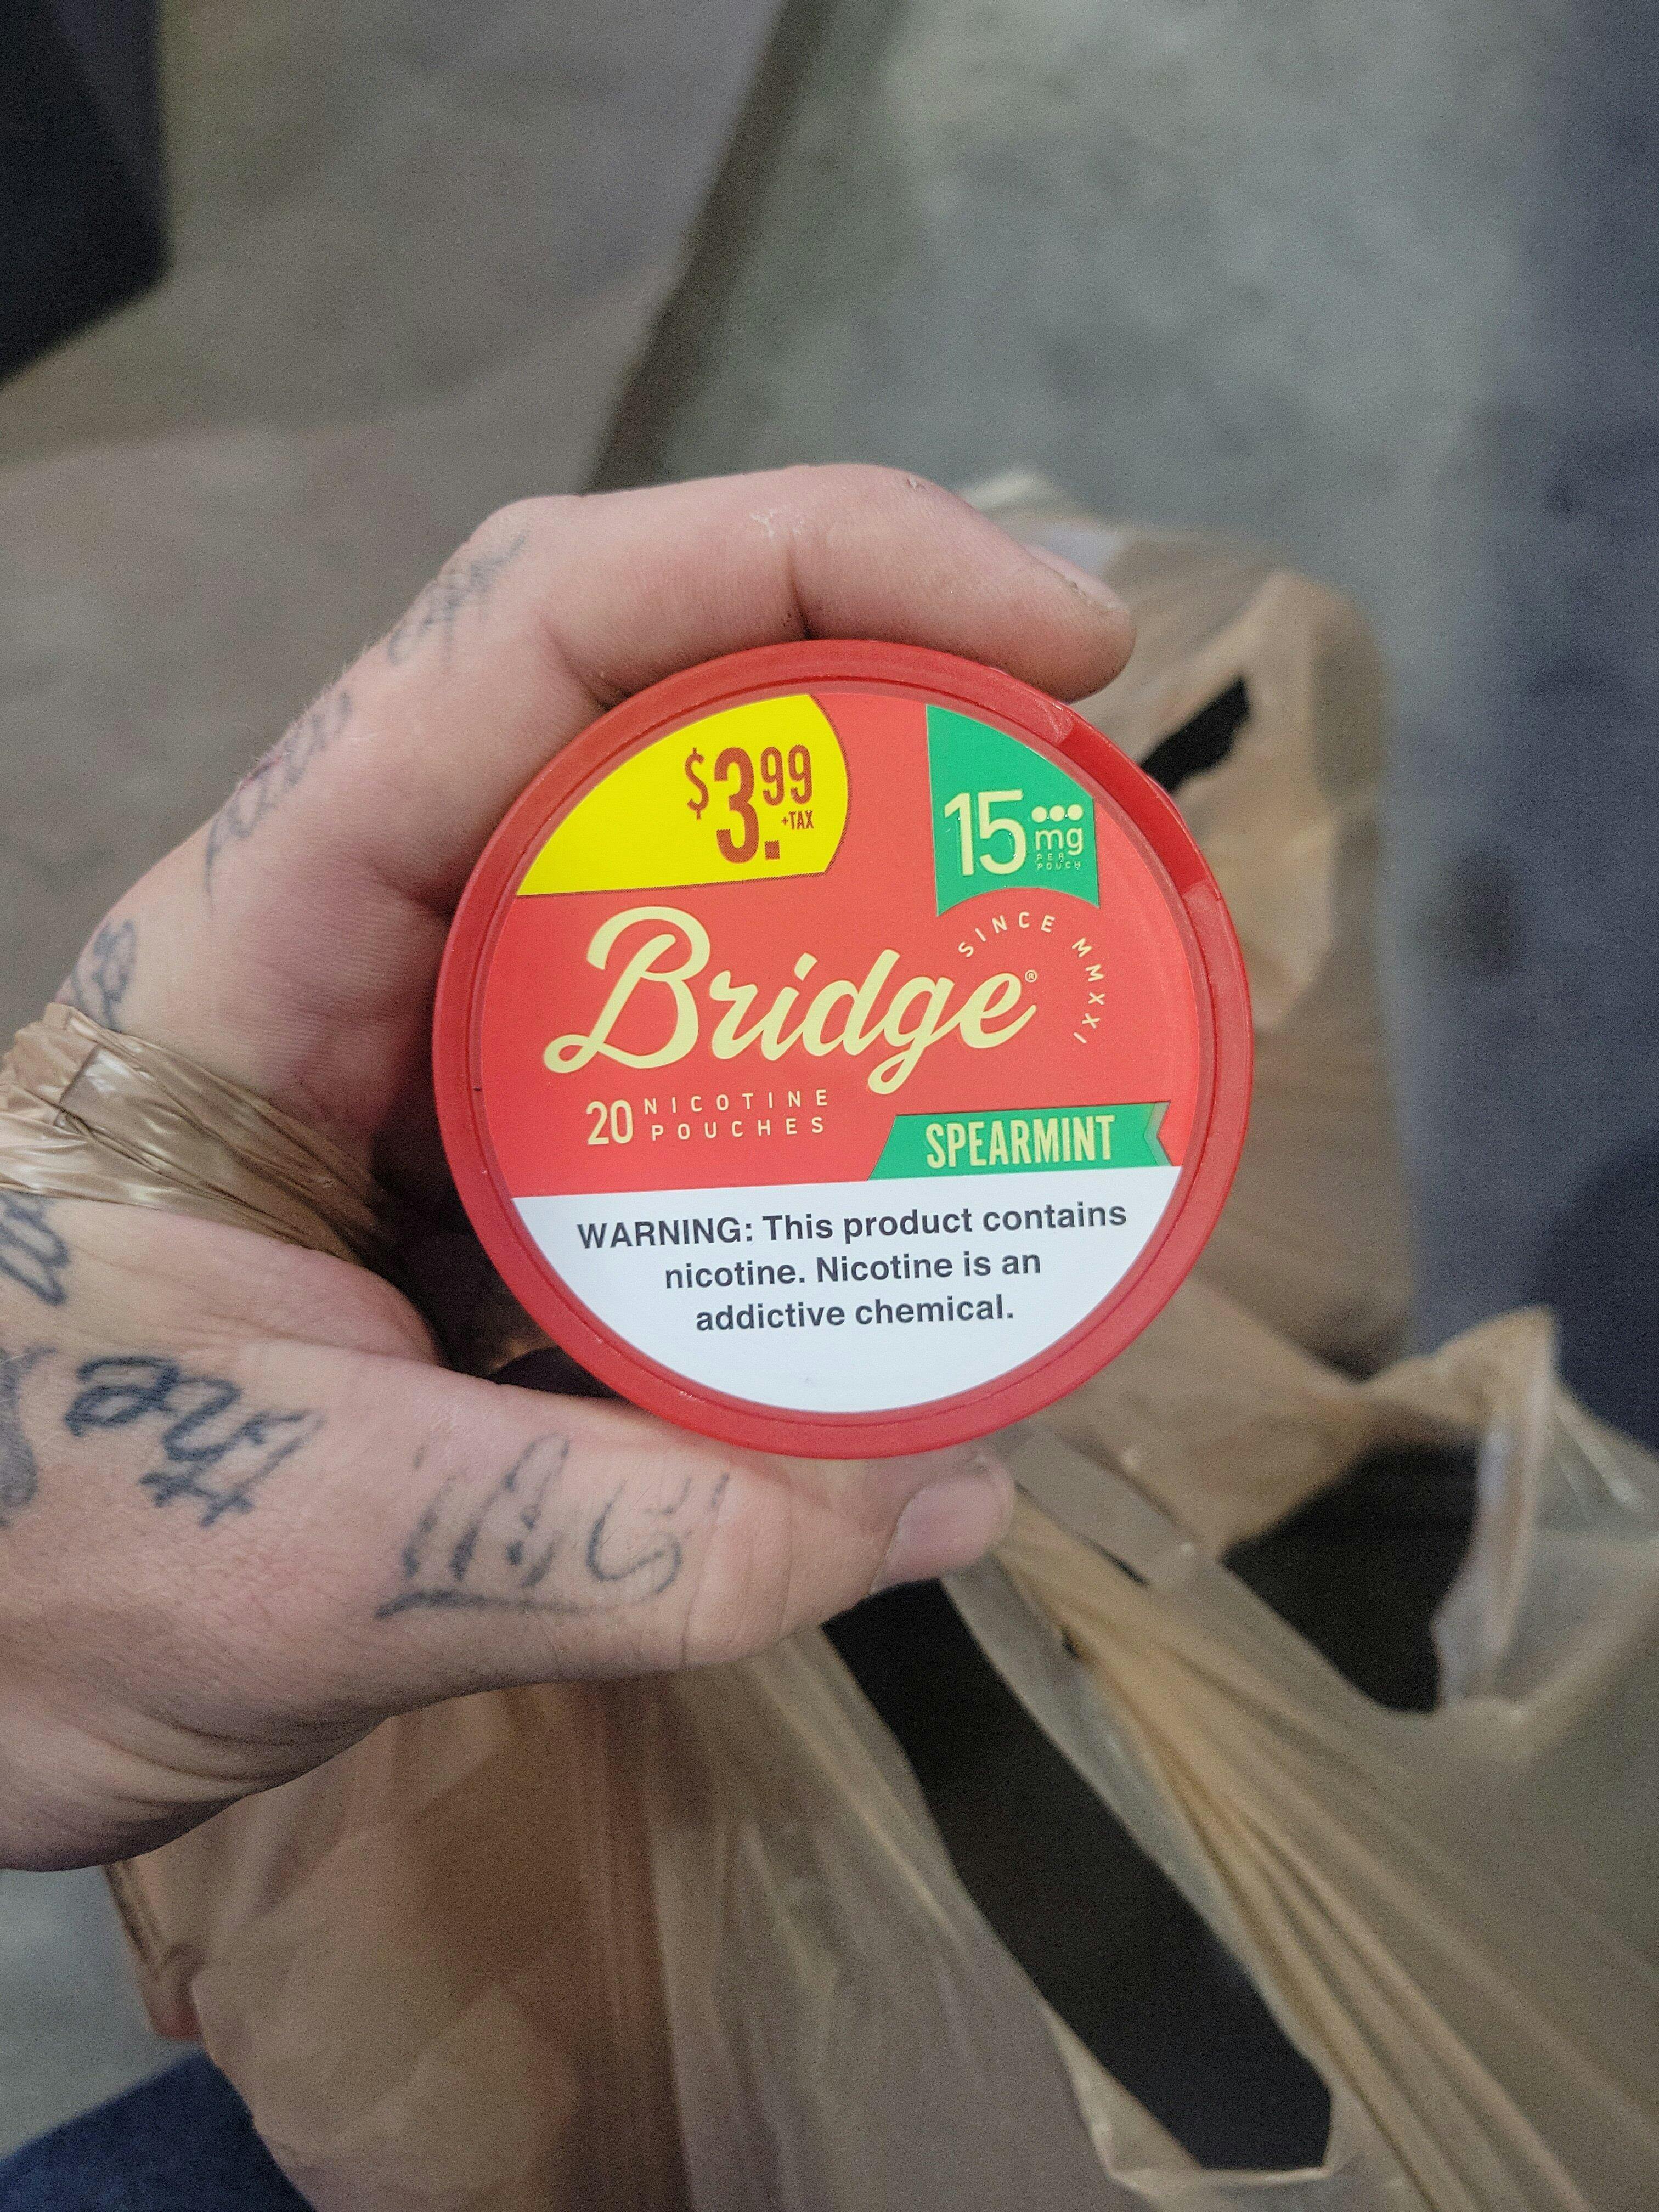 $3.99
+TAX
15 mg
PER
POUCH
Bridge®
SINCE MMXXI
20 NICOTINE
POUCHES
SPEARMINT
WARNING: This product contains
nicotine. Nicotine is an
addictive chemical.